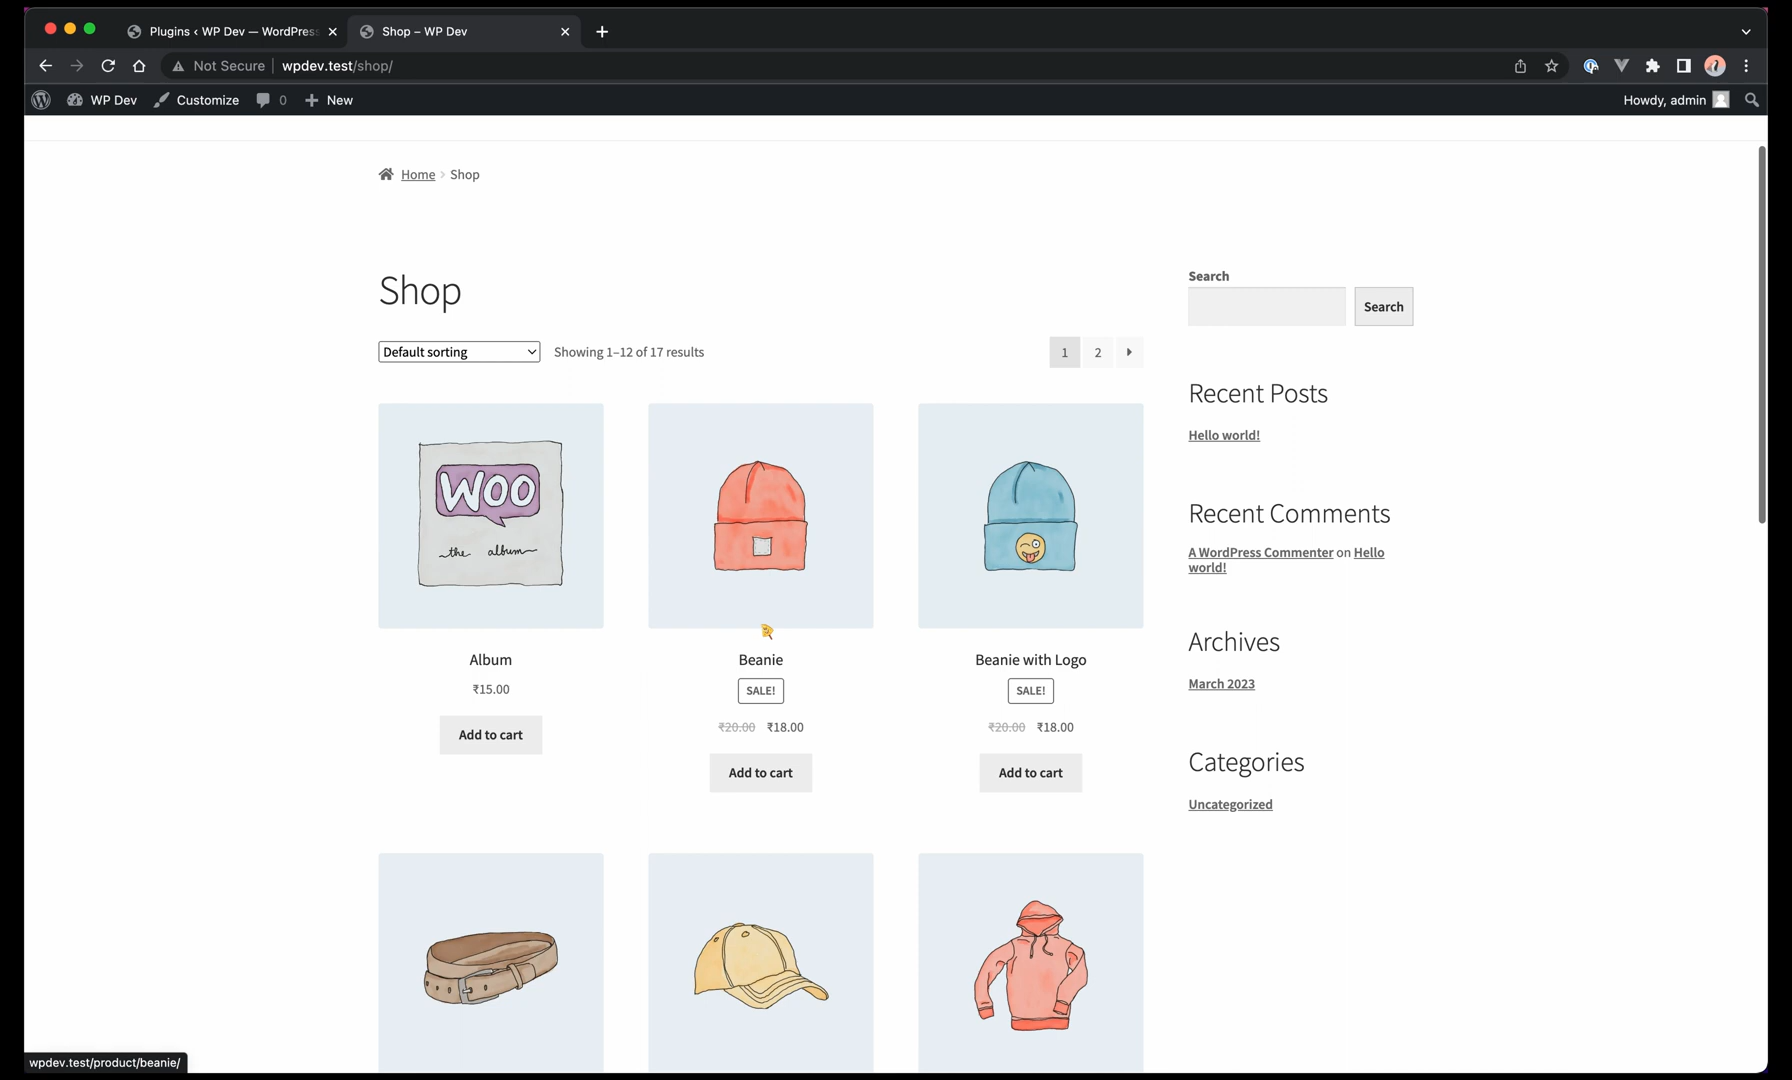 Plugins ‹ WP Dev — WordPress
Shop – WP Dev
Not Secure
wpdev.test/shop/
WP Dev
Customize
0
New
Howdy, admin
Home
Shop
Shop
Default sorting
Showing 1–12 of 17 results
1
2
Search
Search
Recent Posts
Hello world!
Recent Comments
A WordPress Commenter on Hello
world!
Archives
March 2023
Categories
Uncategorized
WOO
the album
Album
₹15.00
Add to cart
Beanie
SALE!
₹20.00 ₹18.00
Add to cart
Beanie with Logo
SALE!
₹20.00 ₹18.00
Add to cart
wpdev.test/product/beanie/